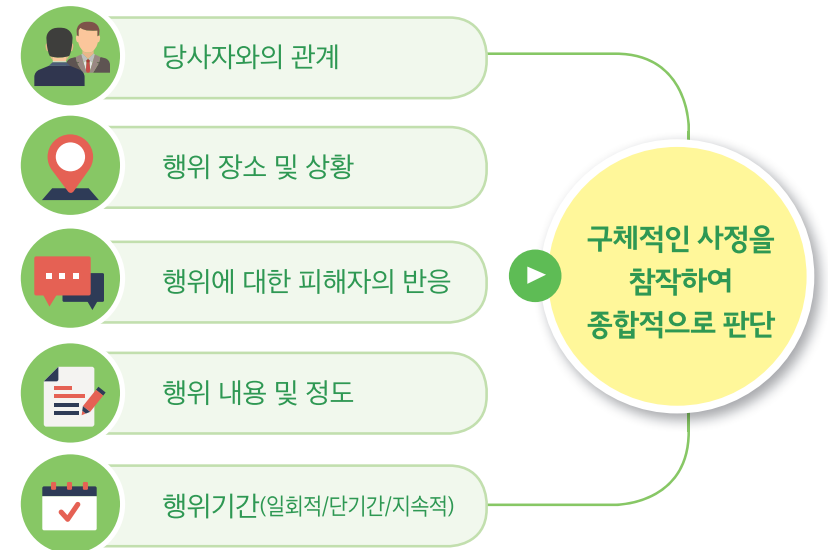 당사자와의 관계
행위 장소 및 상황
행위에 대한 피해자의 반응
행위 내용 및 정도
행위기간(일회적/단기간/지속적)
구체적인 사정을
참작하여
종합적으로 판단